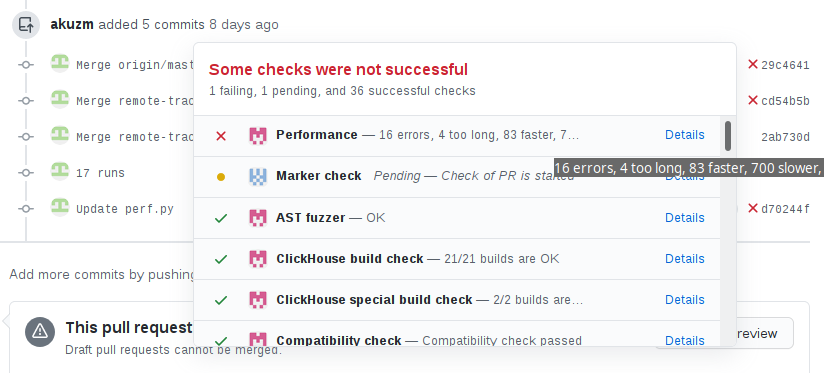 akuzm added 5 commits 8 days ago
Some checks were not successful
1 failing, 1 pending, and 36 successful checks
Merge origin/mast
29c4641
Merge remote-trac
cd54b5b
Performance — 16 errors, 4 too long, 83 faster, 7…
Details
Merge remote-trac
2ab730d
16 errors, 4 too long, 83 faster, 700 slower,
17 runs
Marker check Pending — Check of PR is started
Details
Update perf.py
d70244f
AST fuzzer — OK
Details
ClickHouse build check — 21/21 builds are OK
Details
Add more commits by pushing
ClickHouse special build check — 2/2 builds are…
Details
This pull request
review
Compatibility check — Compatibility check passed
Details
Draft pull requests cannot be merged.